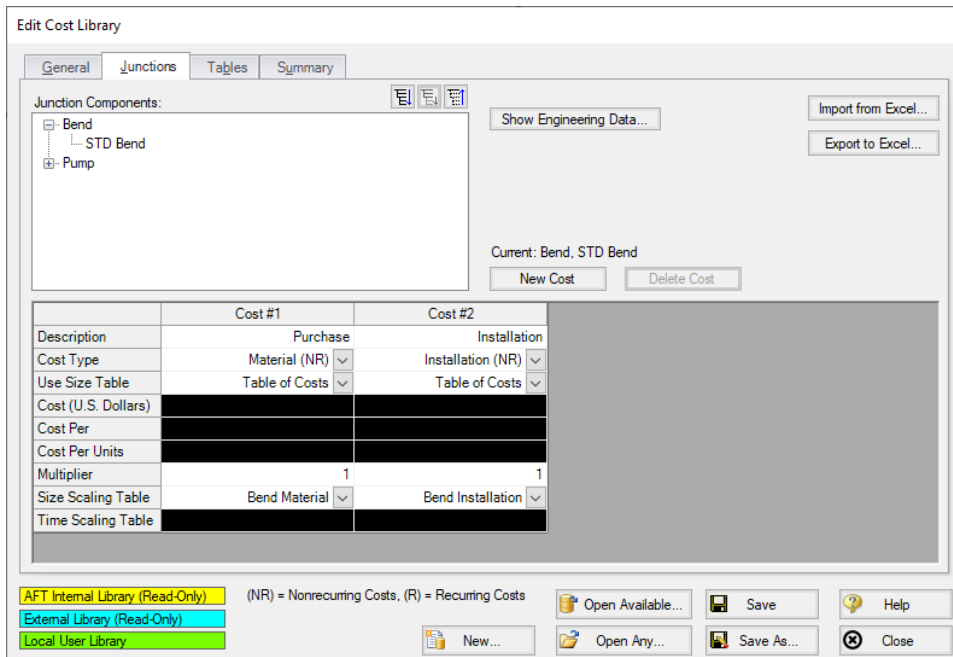 Edit Cost Library
General Junctions Tables Summary
Junction Components:
Bend
STD Bend
Pump
Show Engineering Data...
Import from Excel...
Export to Excel...
Current: Bend, STD Bend
New Cost Delete Cost
Cost #1 Cost #2
Description Purchase Installation
Cost Type Material (NR) Installation (NR)
Use Size Table Table of Costs Table of Costs
Cost (U.S. Dollars)
Cost Per
Cost Per Units
Multiplier 1 1
Size Scaling Table Bend Material Bend Installation
Time Scaling Table
AFT Internal Library (Read-Only)
External Library (Read-Only)
Local User Library
(NR) = Nonrecurring Costs, (R) = Recurring Costs
Open Available... Save Help
New... Open Any... Save As... Close